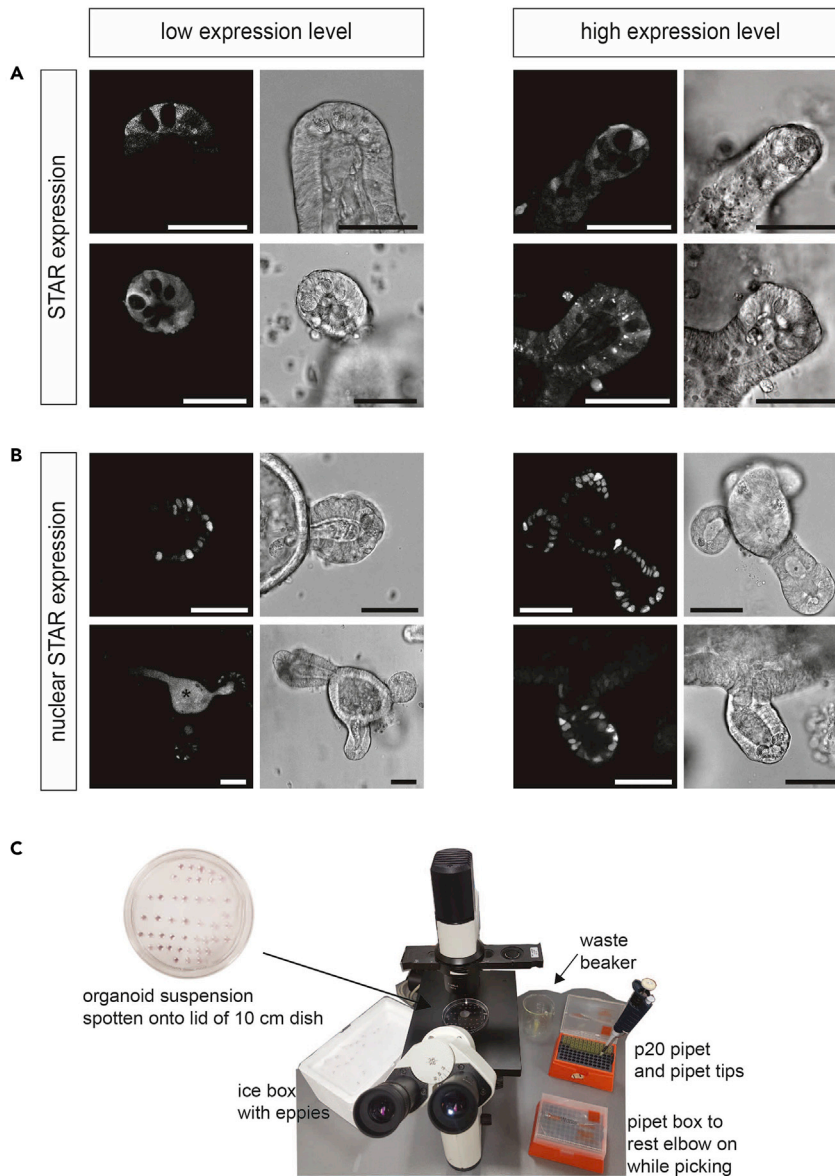 low expression level
high expression level
A
STAR expression
B
nuclear STAR expression
*
C
organoid suspension
spotten onto lid of 10 cm dish
waste
beaker
ice box
with eppies
p20 pipet
and pipet tips
pipet box to
rest elbow on
while picking